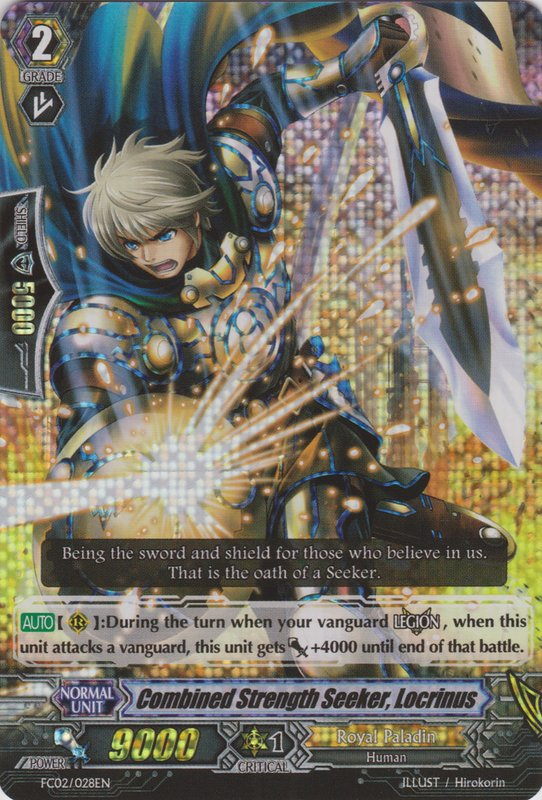 2
GRADE
SHIELD
5000
Being the sword and shield for those who believe in us.
That is the oath of a Seeker.
AUTO【R】:During the turn when your vanguard LEGION, when this
unit attacks a vanguard, this unit gets +4000 until end of that battle.
NORMAL
UNIT
Combined Strength Seeker, Locrinus
POWER
9000
1
CRITICAL
Royal Paladin
Human
FC02/028EN
ILLUST / Hirokorin